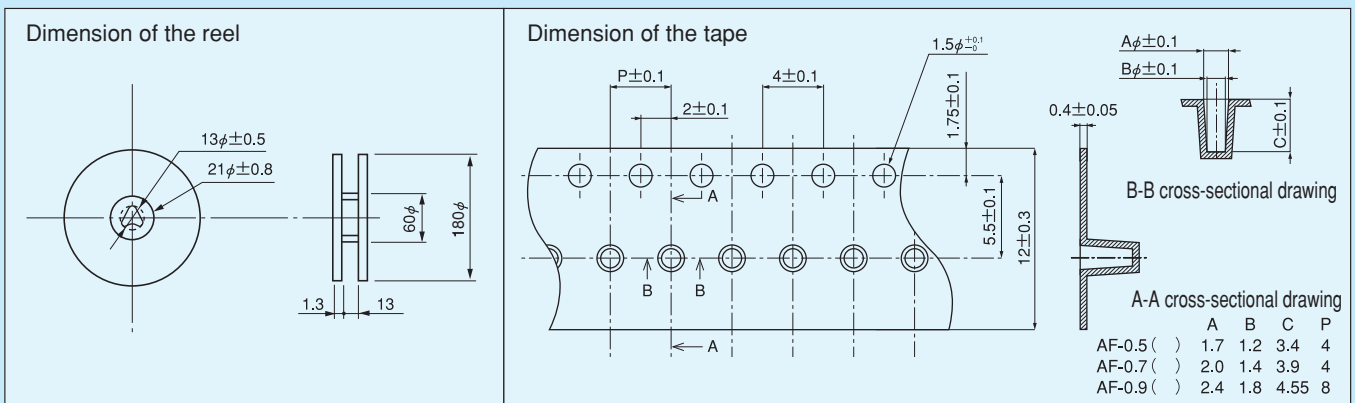 Dimension of the reel
13φ±0.5
21φ±0.8
60φ
180φ
1.3
13
Dimension of the tape
1.5φ+0.1 −0
P±0.1
4±0.1
2±0.1
1.75±0.1
A
5.5±0.1
12±0.3
B
B
A
0.4±0.05
Aφ±0.1
Bφ±0.1
C±0.1
B-B cross-sectional drawing
A-A cross-sectional drawing
A B C P
AF-0.5 ( ) 1.7 1.2 3.4 4
AF-0.7 ( ) 2.0 1.4 3.9 4
AF-0.9 ( ) 2.4 1.8 4.55 8